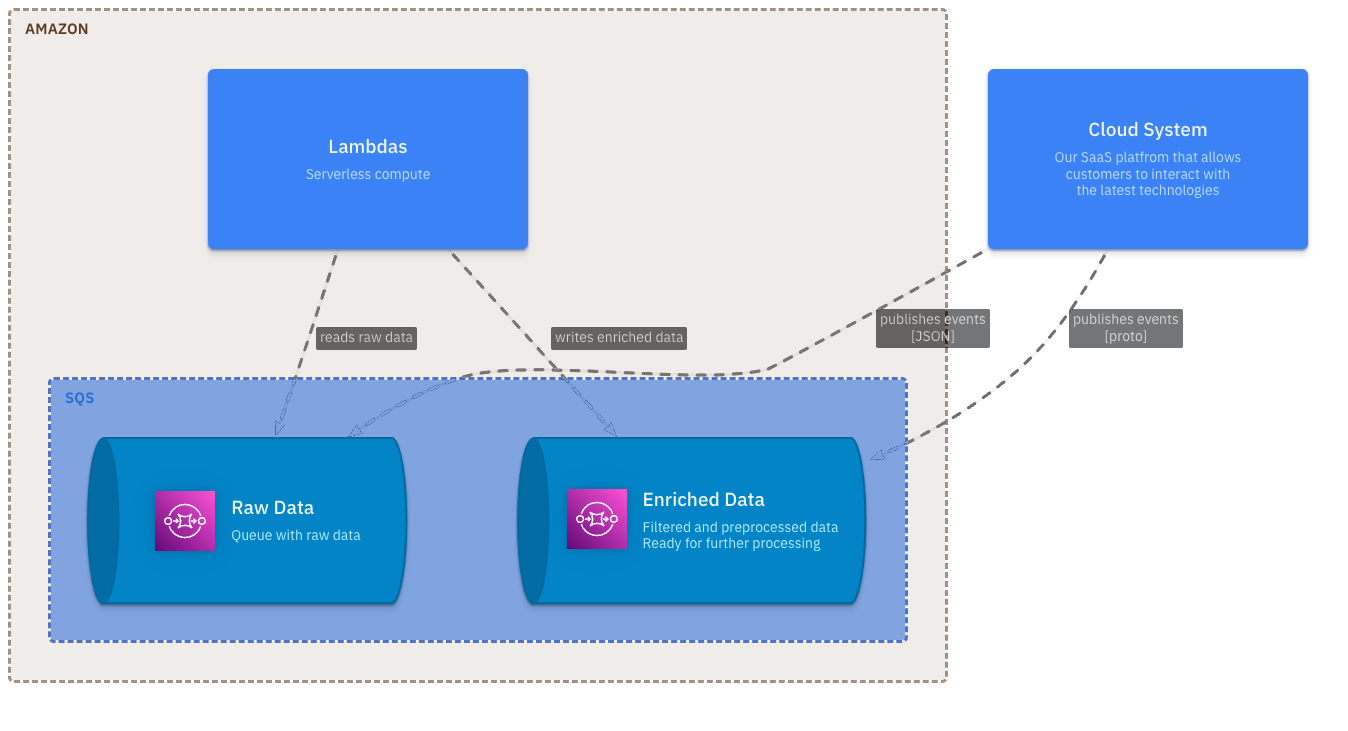 AMAZON
Lambdas
Serverless compute
Cloud System
Our SaaS platfrom that allows
customers to interact with
the latest technologies
reads raw data
writes enriched data
publishes events
[JSON]
publishes events
[proto]
SQS
Raw Data
Queue with raw data
Enriched Data
Filtered and preprocessed data
Ready for further processing